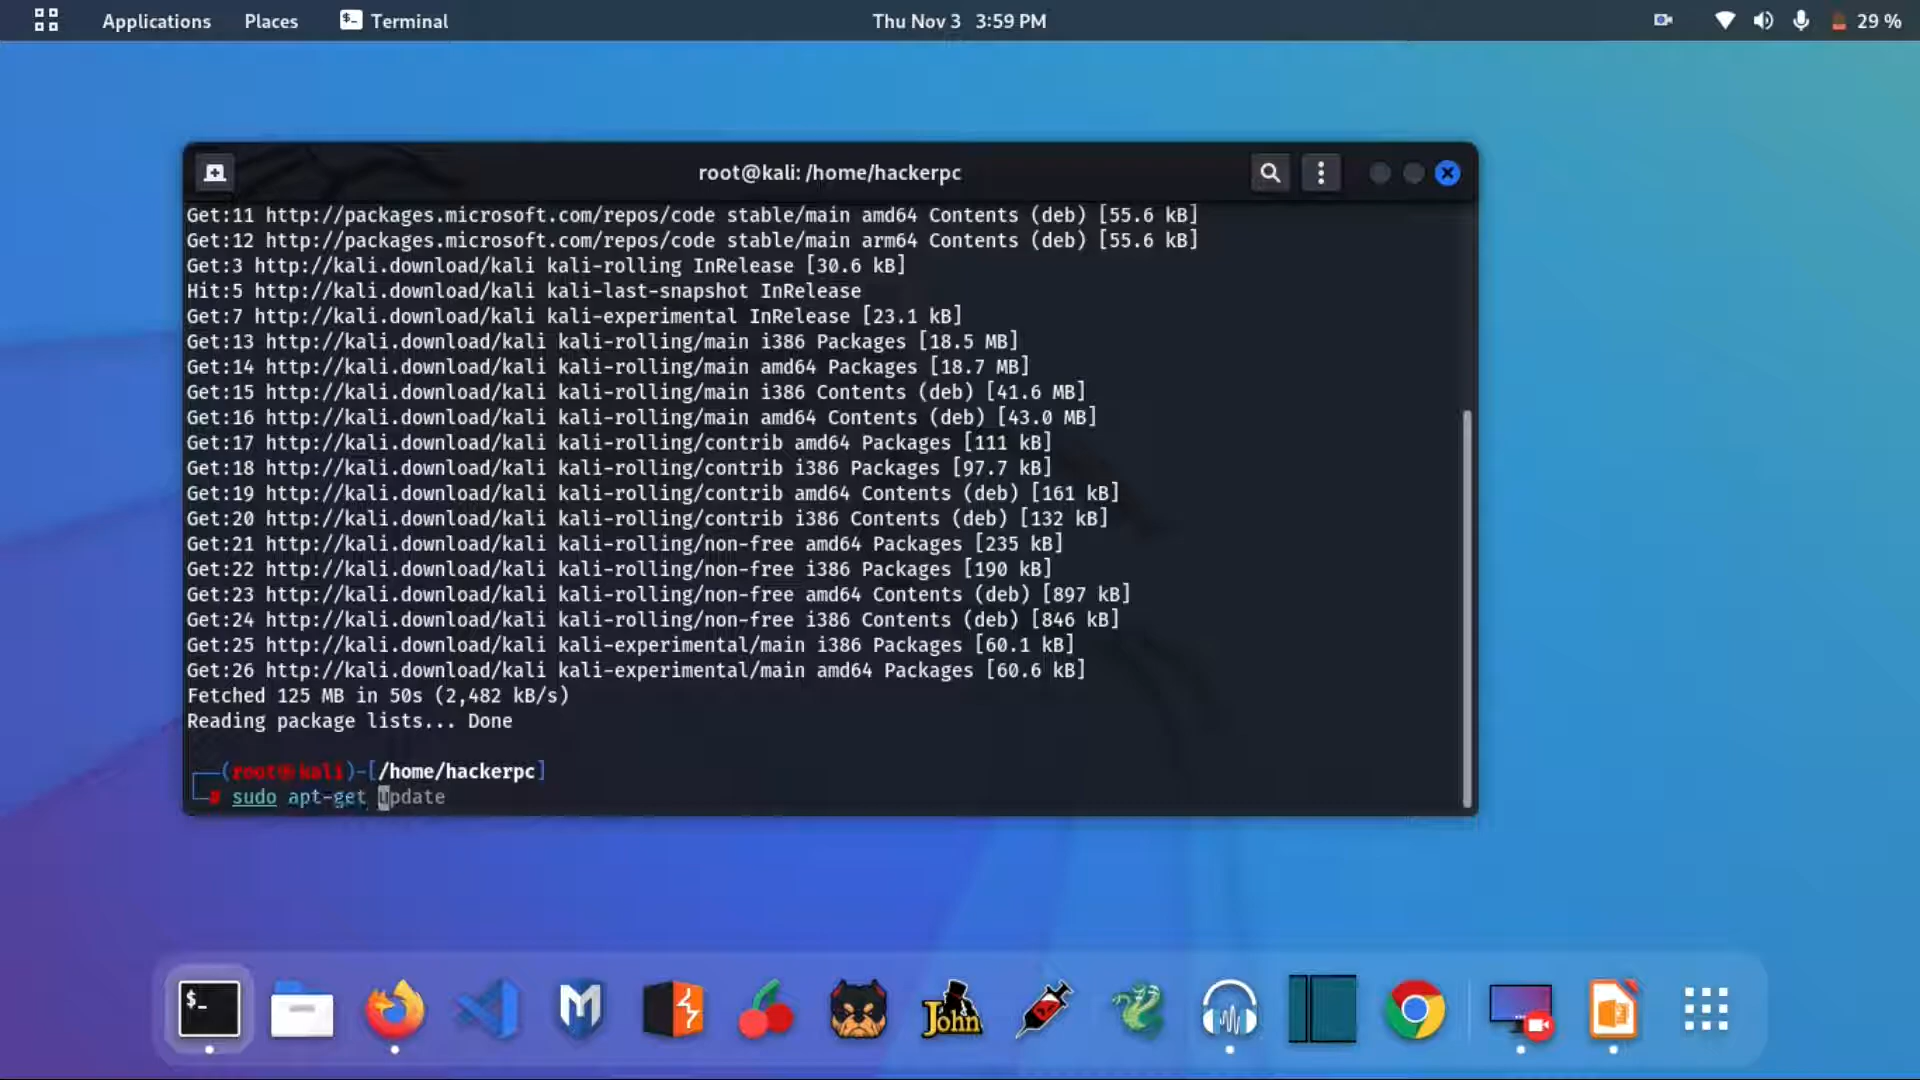 Applications Places Terminal Thu Nov 3 3:59 PM 29 %
root@kali: /home/hackerpc
Get:11 http://packages.microsoft.com/repos/code stable/main amd64 Contents (deb) [55.6 kB]
Get:12 http://packages.microsoft.com/repos/code stable/main arm64 Contents (deb) [55.6 kB]
Get:3 http://kali.download/kali kali-rolling InRelease [30.6 kB]
Hit:5 http://kali.download/kali kali-last-snapshot InRelease
Get:7 http://kali.download/kali kali-experimental InRelease [23.1 kB]
Get:13 http://kali.download/kali kali-rolling/main i386 Packages [18.5 MB]
Get:14 http://kali.download/kali kali-rolling/main amd64 Packages [18.7 MB]
Get:15 http://kali.download/kali kali-rolling/main i386 Contents (deb) [41.6 MB]
Get:16 http://kali.download/kali kali-rolling/main amd64 Contents (deb) [43.0 MB]
Get:17 http://kali.download/kali kali-rolling/contrib amd64 Packages [111 kB]
Get:18 http://kali.download/kali kali-rolling/contrib i386 Packages [97.7 kB]
Get:19 http://kali.download/kali kali-rolling/contrib amd64 Contents (deb) [161 kB]
Get:20 http://kali.download/kali kali-rolling/contrib i386 Contents (deb) [132 kB]
Get:21 http://kali.download/kali kali-rolling/non-free amd64 Packages [235 kB]
Get:22 http://kali.download/kali kali-rolling/non-free i386 Packages [190 kB]
Get:23 http://kali.download/kali kali-rolling/non-free amd64 Contents (deb) [897 kB]
Get:24 http://kali.download/kali kali-rolling/non-free i386 Contents (deb) [846 kB]
Get:25 http://kali.download/kali kali-experimental/main i386 Packages [60.1 kB]
Get:26 http://kali.download/kali kali-experimental/main amd64 Packages [60.6 kB]
Fetched 125 MB in 50s (2,482 kB/s)
Reading package lists... Done
┌──(root㉿kali)-[/home/hackerpc]
└─# sudo apt-get update
$_
John